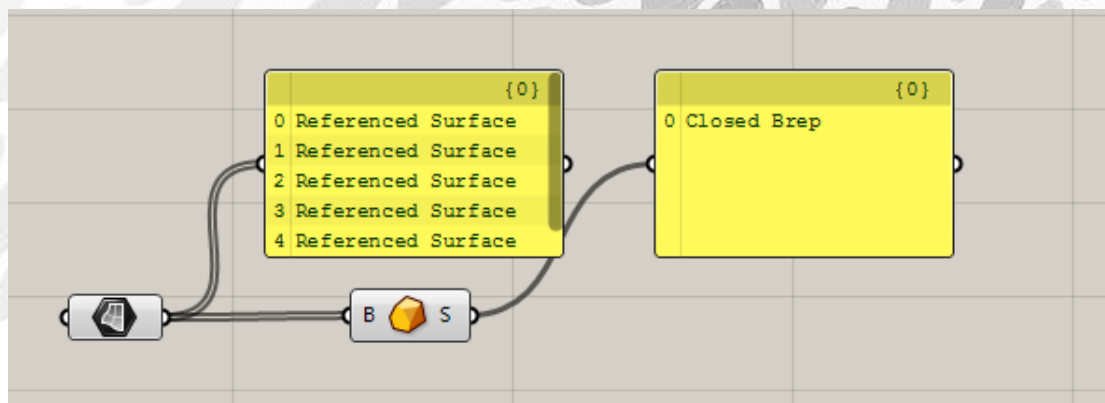 {0}
0 Referenced Surface
1 Referenced Surface
2 Referenced Surface
3 Referenced Surface
4 Referenced Surface
{0}
0 Closed Brep
B S